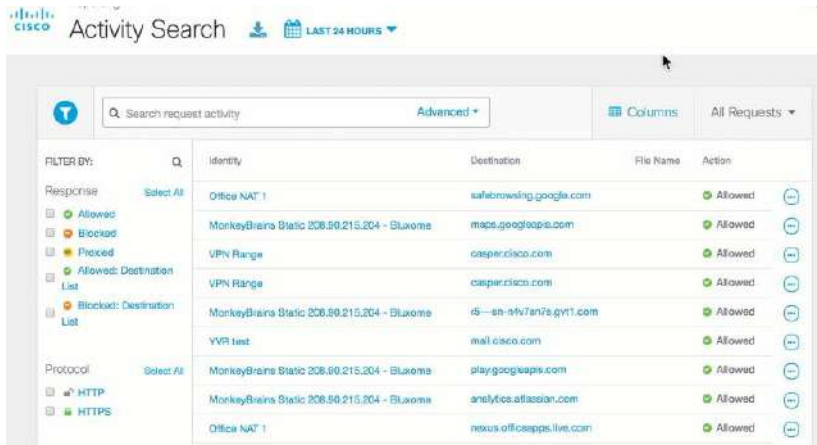 CISCO
Activity Search
LAST 24 HOURS
Search request activity
Advanced
Columns
All Requests
FILTER BY:
Identity
Destination
File Name
Action
Response
Select All
Allowed
Blocked
Proxied
Allowed: Destination
List
Blocked: Destination
List
Protocol
Select All
HTTP
HTTPS
Office NAT 1
safebrowsing.google.com
Allowed
MonkeyBrains Static 208.90.215.204 - Bluxome
maps.googleapis.com
Allowed
VPN Range
casper.cisco.com
Allowed
VPN Range
casper.cisco.com
Allowed
MonkeyBrains Static 208.90.215.204 - Bluxome
Allowed
YVR test
mail.cisco.com
Allowed
MonkeyBrains Static 208.90.215.204 - Bluxome
play.googleapis.com
Allowed
MonkeyBrains Static 208.90.215.204 - Bluxome
analytics.atlassian.com
Allowed
Office NAT 1
nexus.officeapps.live.com
Allowed